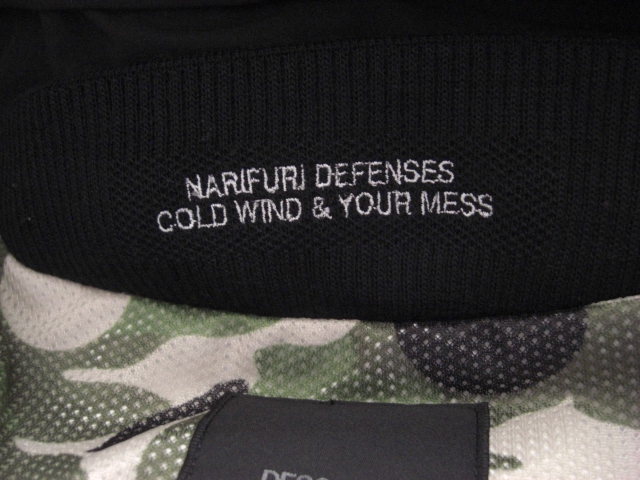 NARIFURI DEFENSES
COLD WIND & YOUR MESS